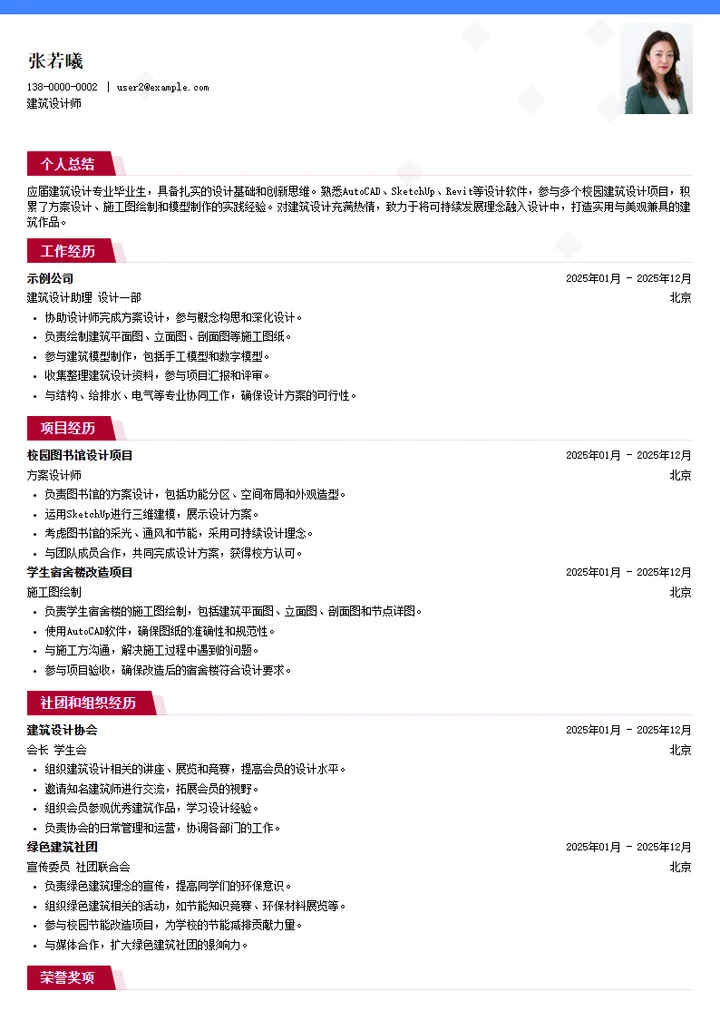 张若曦
138-0000-0002 | user2@example.com
建筑设计师
个人总结
应届建筑设计专业毕业生，具备扎实的设计基础和创新思维。熟悉AutoCAD、SketchUp、Revit等设计软件，参与多个校园建筑设计项目，积
累了方案设计、施工图绘制和模型制作的实践经验。对建筑设计充满热情，致力于将可持续发展理念融入设计中，打造实用与美观兼具的建
筑作品。
工作经历
示例公司 2025年01月 - 2025年12月
建筑设计助理 设计一部 北京
• 协助设计师完成方案设计，参与概念构思和深化设计。
• 负责绘制建筑平面图、立面图、剖面图等施工图纸。
• 参与建筑模型制作，包括手工模型和数字模型。
• 收集整理建筑设计资料，参与项目汇报和评审。
• 与结构、给排水、电气等专业协同工作，确保设计方案的可行性。
项目经历
校园图书馆设计项目 2025年01月 - 2025年12月
方案设计师 北京
• 负责图书馆的方案设计，包括功能分区、空间布局和外观造型。
• 运用SketchUp进行三维建模，展示设计方案。
• 考虑图书馆的采光、通风和节能，采用可持续设计理念。
• 与团队成员合作，共同完成设计方案，获得校方认可。
学生宿舍楼改造项目 2025年01月 - 2025年12月
施工图绘制 北京
• 负责学生宿舍楼的施工图绘制，包括建筑平面图、立面图、剖面图和节点详图。
• 使用AutoCAD软件，确保图纸的准确性和规范性。
• 与施工方沟通，解决施工过程中遇到的问题。
• 参与项目验收，确保改造后的宿舍楼符合设计要求。
社团和组织经历
建筑设计协会 2025年01月 - 2025年12月
会长 学生会 北京
• 组织建筑设计相关的讲座、展览和竞赛，提高会员的设计水平。
• 邀请知名建筑师进行交流，拓展会员的视野。
• 组织会员参观优秀建筑作品，学习设计经验。
• 负责协会的日常管理和运营，协调各部门的工作。
绿色建筑社团 2025年01月 - 2025年12月
宣传委员 社团联合会 北京
• 负责绿色建筑理念的宣传，提高同学们的环保意识。
• 组织绿色建筑相关的活动，如节能知识竞赛、环保材料展览等。
• 参与校园节能改造项目，为学校的节能减排贡献力量。
• 与媒体合作，扩大绿色建筑社团的影响力。
荣誉奖项